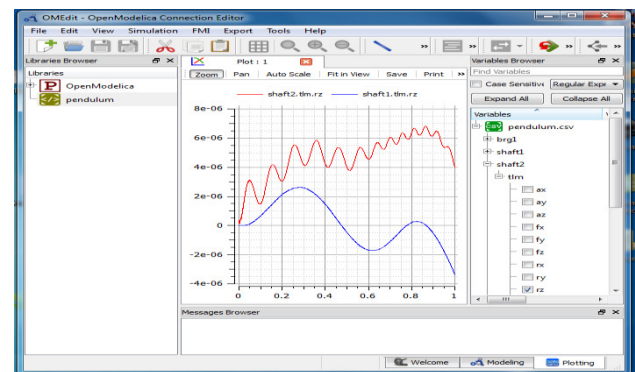 OMEdit - OpenModelica Connection Editor
File Edit View Simulation FMI Export Tools Help
Libraries Browser
Libraries
P OpenModelica
pendulum
Plot : 1
Zoom Pan Auto Scale Fit in View Save Print »
shaft2.tlm.rz shaft1.tlm.rz
8e-06
6e-06
4e-06
2e-06
0
-2e-06
-4e-06
0 0.2 0.4 0.6 0.8 1
Variables Browser
Find Variables
Case Sensitive Regular Expr
Expand All Collapse All
Variables
pendulum.csv
brg1
shaft1
shaft2
tlm
ax
ay
az
fx
fy
fz
rx
ry
rz
Messages Browser
Welcome Modeling Plotting